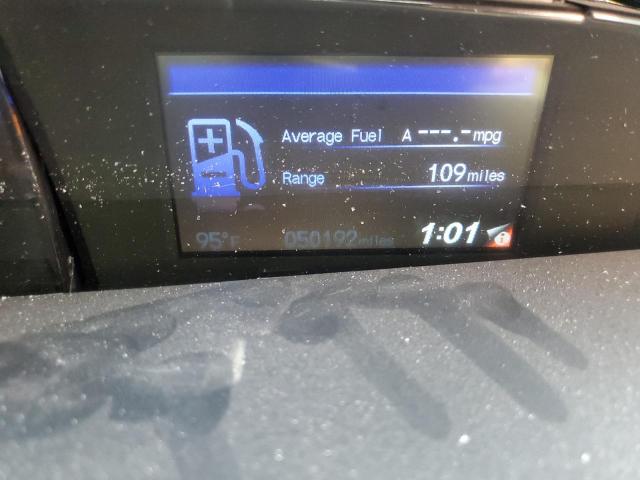 Average Fuel A ---.- mpg
Range 109 miles
95°F 050192 miles 1:01